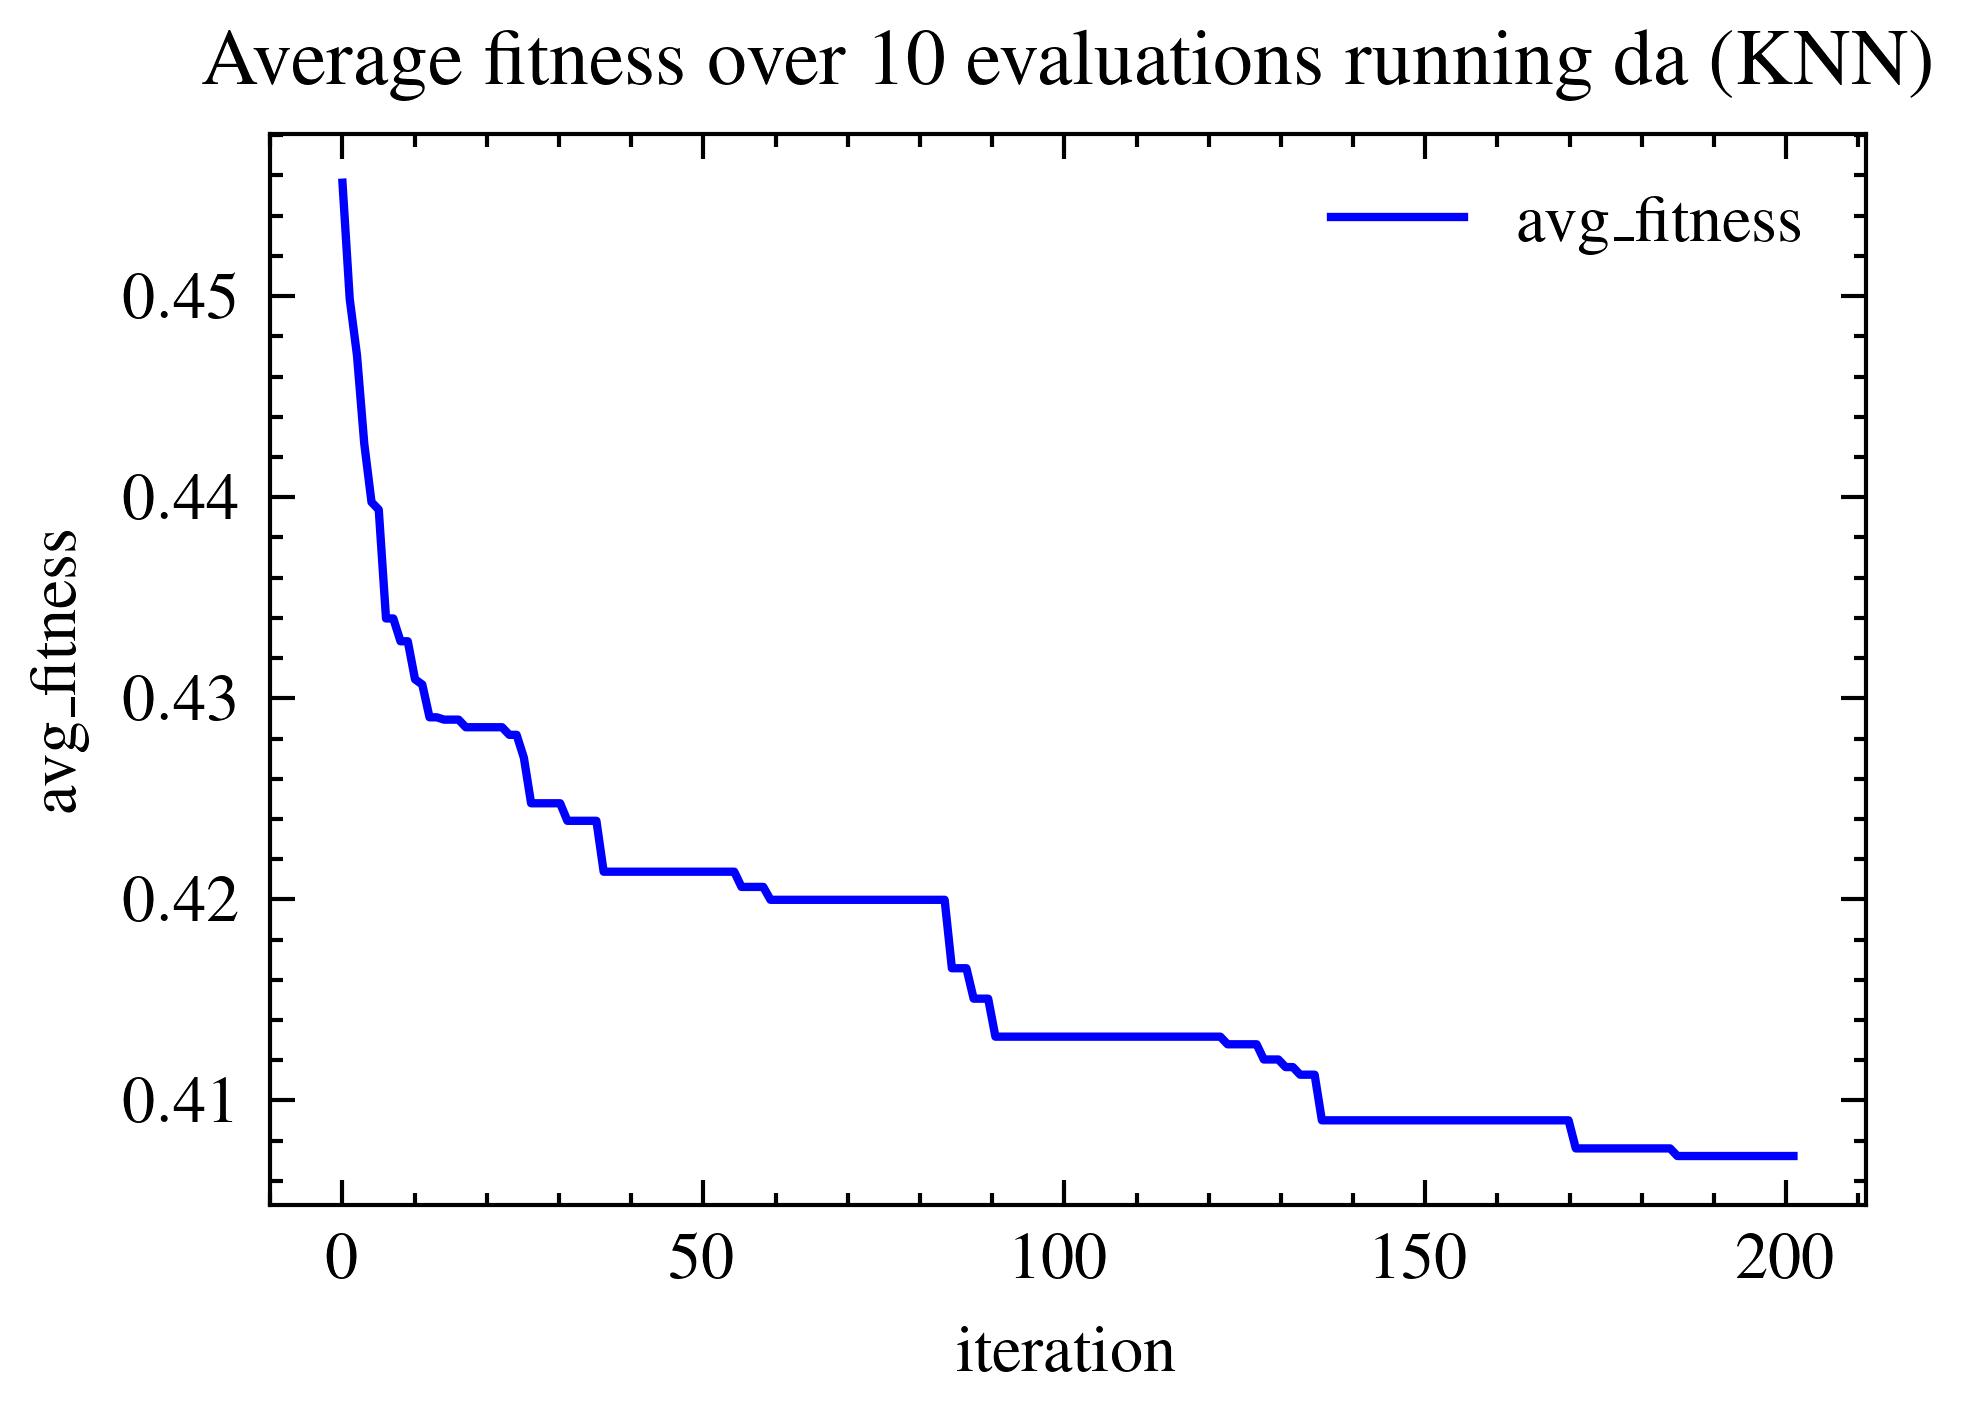 Average fitness over 10 evaluations running da (KNN)
avg_fitness
0.45
0.44
0.43
0.42
0.41
avg_fitness
0 50 100 150 200
iteration